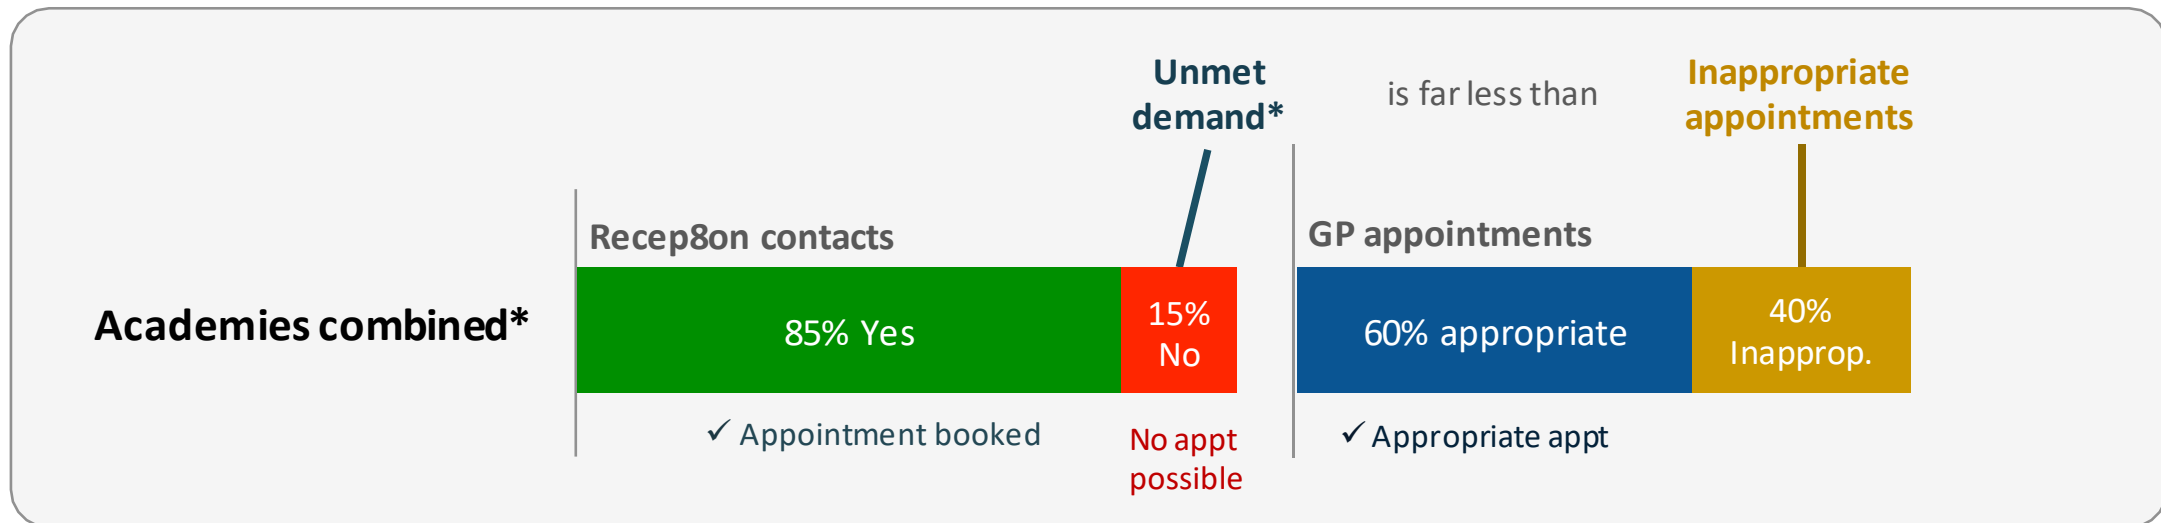 Unmet
demand*
is far less than
Inappropriate
appointments
Recep8on contacts
GP appointments
Academies combined*
85% Yes
15%
No
60% appropriate
40%
Inapprop.
✓ Appointment booked
No appt
possible
✓ Appropriate appt